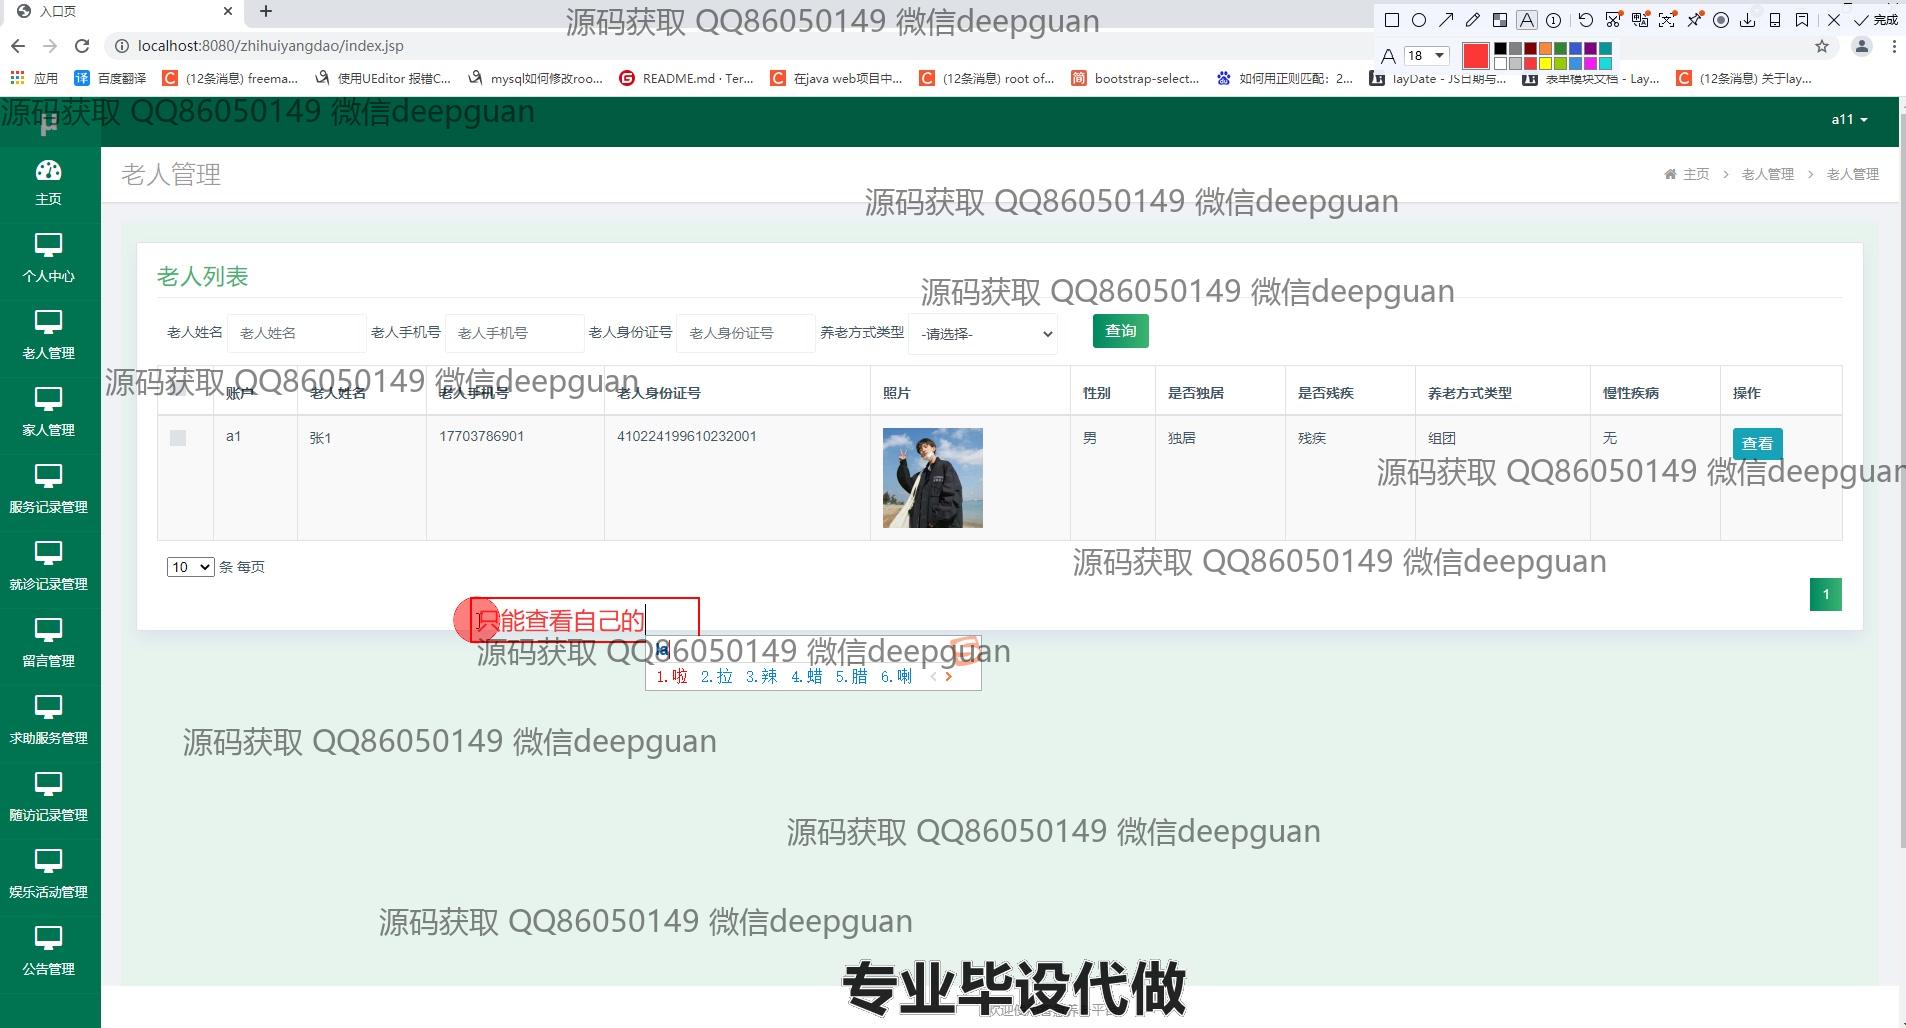 入口页
源码获取 QQ86050149 微信deepguan
18
完成
localhost:8080/zhihuiyangdao/index.jsp
应用 百度翻译 (12条消息) freema... 使用UEditor 报错C... mysql如何修改roo... README.md · Ter... 在java web项目中... (12条消息) root of... bootstrap-select... 如何用正则匹配：2... layDate - JS日期与... 表单模块文档 - Lay... (12条消息) 关于lay...
源码获取 QQ86050149 微信deepguan
a11
主页
老人管理
主页 > 老人管理 > 老人管理
源码获取 QQ86050149 微信deepguan
个人中心
老人列表
源码获取 QQ86050149 微信deepguan
老人姓名 老人姓名 老人手机号 老人手机号 老人身份证号 老人身份证号 养老方式类型 -请选择- 查询
老人管理
源码获取 QQ86050149 微信deepguan
账户 老人姓名 老人手机号 老人身份证号 照片 性别 是否独居 是否残疾 养老方式类型 慢性疾病 操作
家人管理
a1 张1 17703786901 410224199610232001 男 独居 残疾 组团 无 查看
源码获取 QQ86050149 微信deepguan
服务记录管理
源码获取 QQ86050149 微信deepguan
10 条 每页
就诊记录管理
1
只能查看自己的
la
源码获取 QQ86050149 微信deepguan
1.啦 2.拉 3.辣 4.蜡 5.腊 6.喇
留言管理
求助服务管理
源码获取 QQ86050149 微信deepguan
随访记录管理
源码获取 QQ86050149 微信deepguan
娱乐活动管理
源码获取 QQ86050149 微信deepguan
公告管理
专业毕设代做